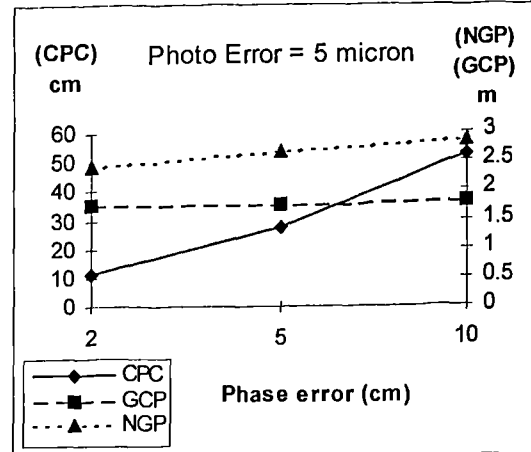 (CPC)
cm
Photo Error = 5 micron
(NGP)
(GCP)
m
60
50
40
30
20
10
0
3
2.5
2
1.5
1
0.5
0
2 5 10
Phase error (cm)
CPC
GCP
NGP